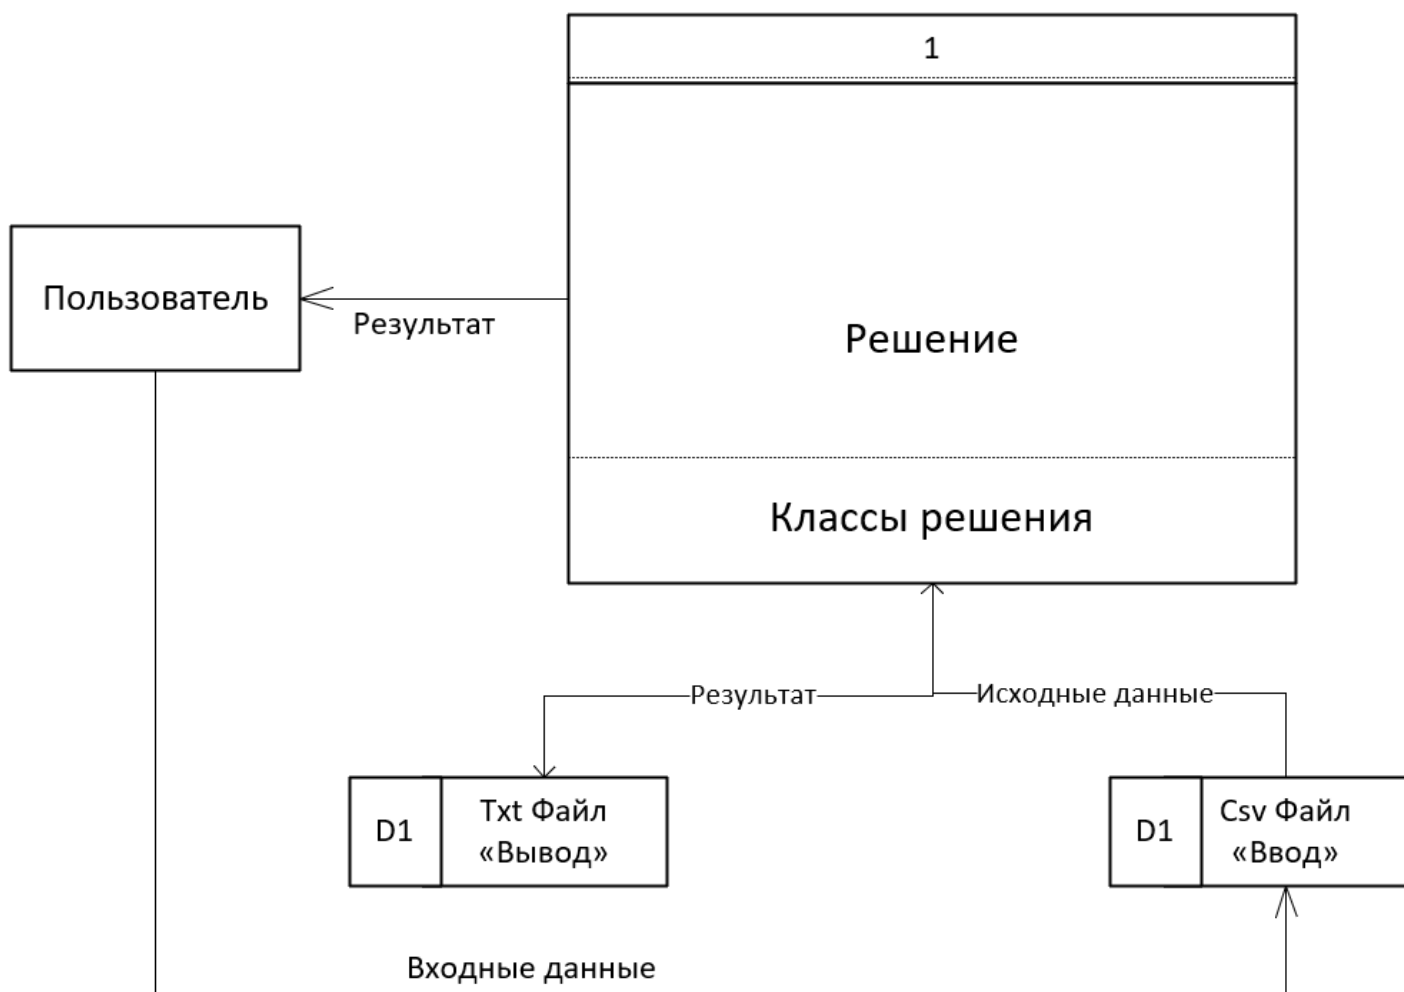 1
Пользователь
Результат
Решение
Классы решения
Результат
Исходные данные
D1
Txt Файл
«Вывод»
D1
Csv Файл
«Ввод»
Входные данные